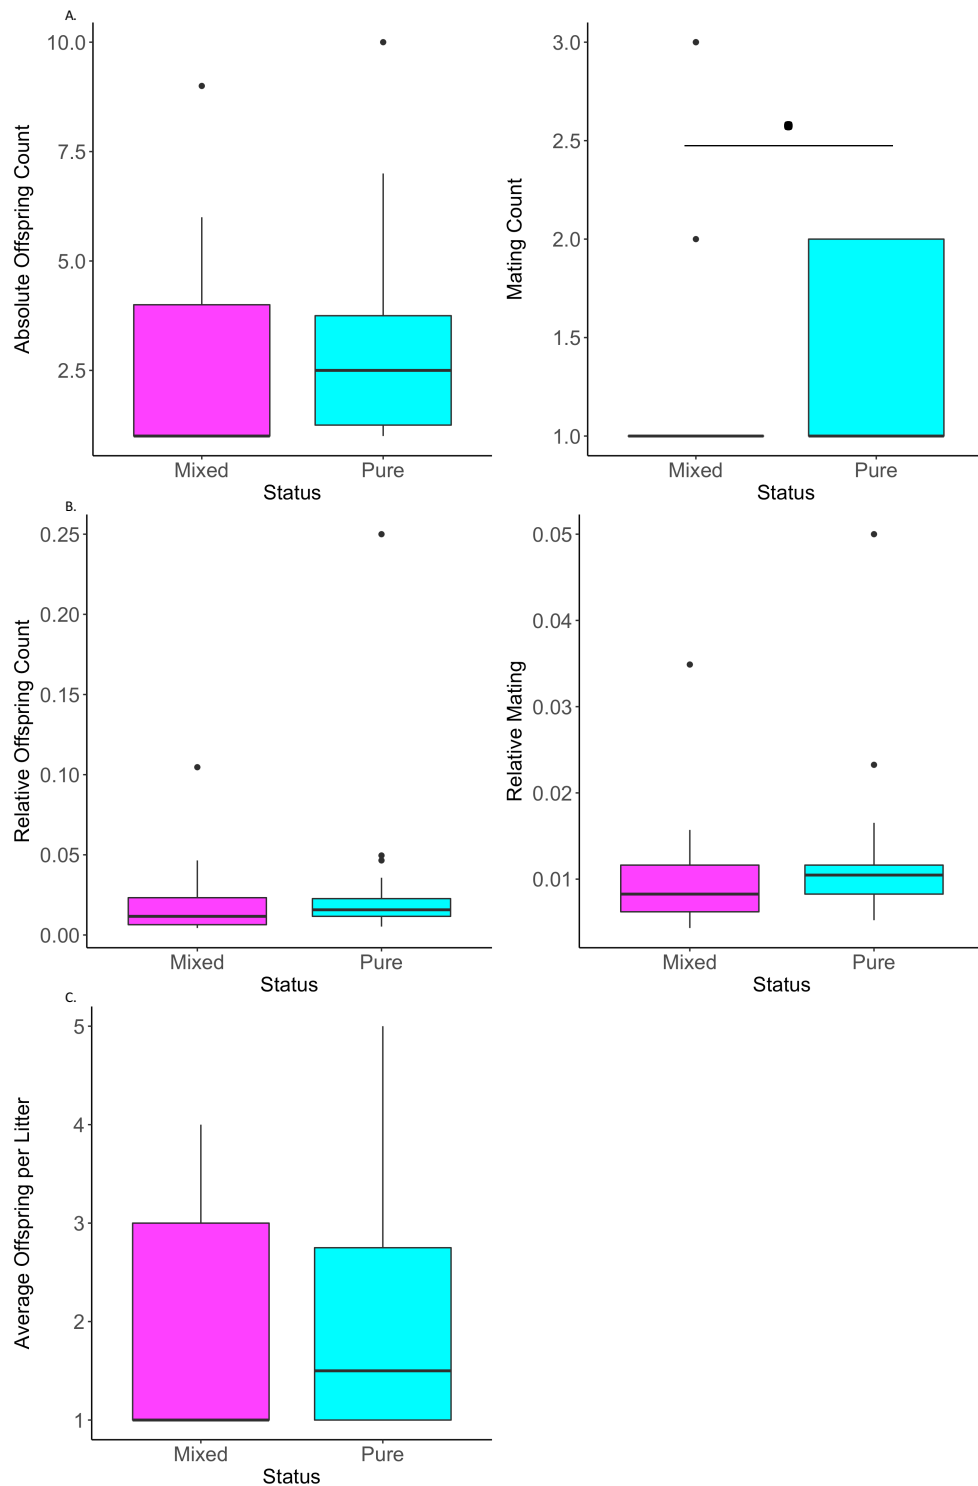 A.
Absolute Offspring Count
10.0
7.5
5.0
2.5
Mixed
Pure
Status
Mating Count
3.0
2.5
2.0
1.5
1.0
Mixed
Pure
Status
B.
Relative Offspring Count
0.25
0.20
0.15
0.10
0.05
0.00
Mixed
Pure
Status
Relative Mating
0.05
0.04
0.03
0.02
0.01
Mixed
Pure
Status
C.
Average Offspring per Litter
5
4
3
2
1
Mixed
Pure
Status